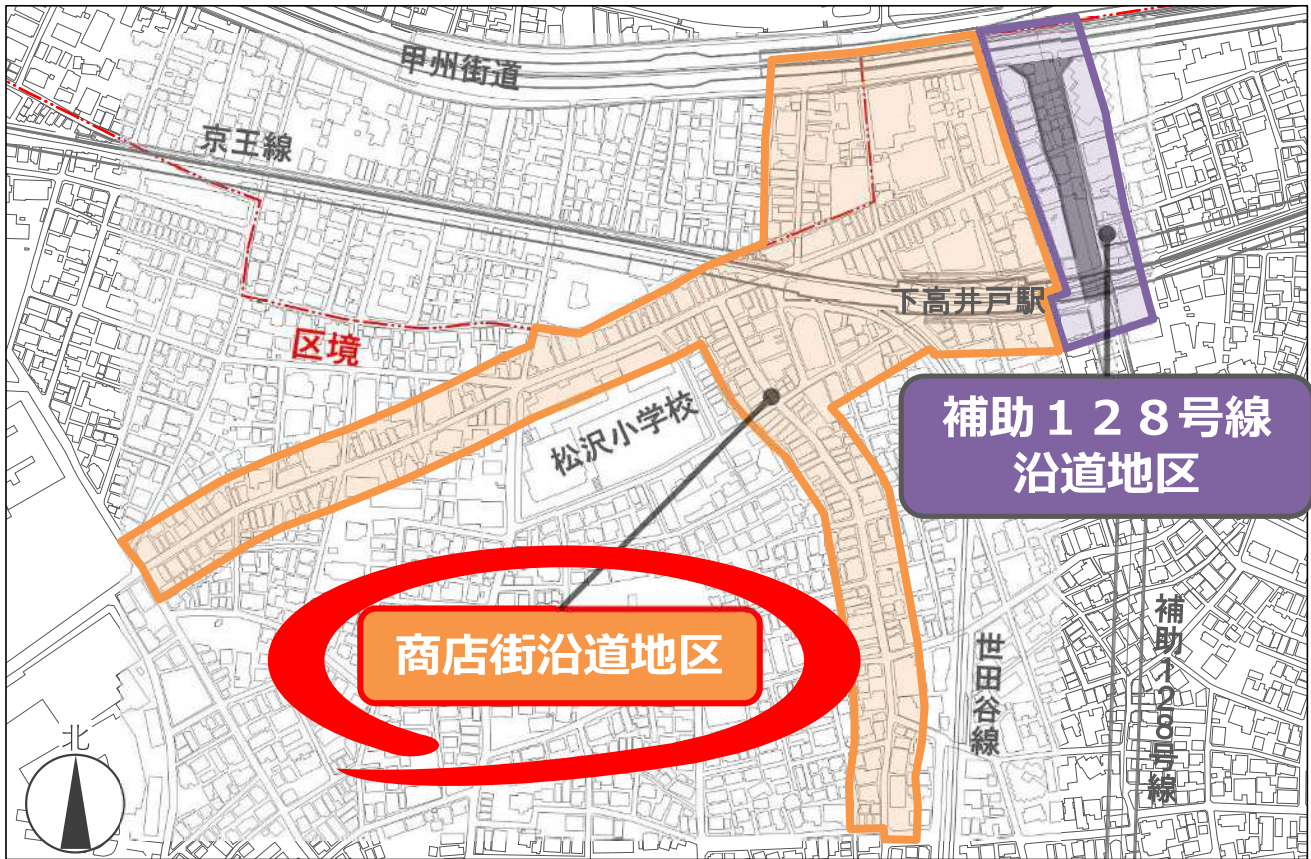 甲州街道
京王線
下高井戸駅
区境
松沢小学校
補助128号線
沿道地区
商店街沿道地区
世田谷線
補助128号線
北